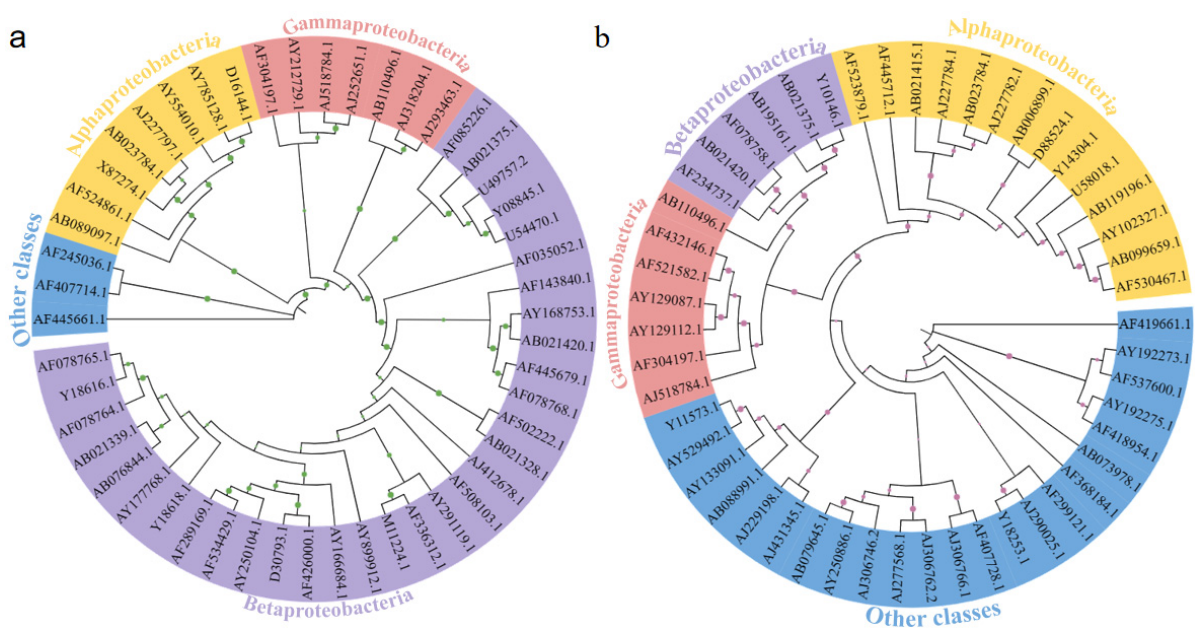 a
Gammaproteobacteria
Alphaproteobacteria
Other classes
Betaproteobacteria
AF304197.1
AY212729.1
AJ518784.1
AJ252651.1
AB110496.1
AJ318204.1
AJ293463.1
AF085226.1
AB021375.1
U49757.2
Y08845.1
U54470.1
AF035052.1
AF143840.1
AY168753.1
AB021420.1
AF445679.1
AF078768.1
AF502222.1
AB021328.1
AJ412678.1
AF508103.1
AY291119.1
AF336312.1
M11224.1
AY899912.1
AY166684.1
AF426000.1
D30793.1
AY250104.1
AF534429.1
AF289169.1
Y18618.1
AY177768.1
AB076844.1
AB021339.1
AF078764.1
Y18616.1
AF078765.1
AF445661.1
AF407714.1
AF245036.1
AB089097.1
AF524861.1
X87274.1
AB023784.1
AJ227797.1
AY554010.1
AY785128.1
D16144.1
b
Alphaproteobacteria
Betaproteobacteria
Gammaproteobacteria
Other classes
AF523879.1
AF445712.1
AB021415.1
AJ227784.1
AB023784.1
AJ227782.1
AB006899.1
D88524.1
Y14304.1
U58018.1
AB119196.1
AY102327.1
AB099659.1
AF530467.1
AF419661.1
AY192273.1
AF537600.1
AY192275.1
AF418954.1
AB073978.1
AF368184.1
AF299121.1
AJ290025.1
Y18253.1
AF407728.1
AJ306766.1
AJ306762.2
AJ277568.1
AJ306746.2
AY250886.1
AB079645.1
AJ431345.1
AJ229198.1
AB088991.1
AY133091.1
AY529492.1
Y11573.1
AJ518784.1
AF304197.1
AY129112.1
AY129087.1
AF521582.1
AF432146.1
AB110496.1
AF234737.1
AB021420.1
AF078758.1
AB195161.1
AB021375.1
Y10146.1